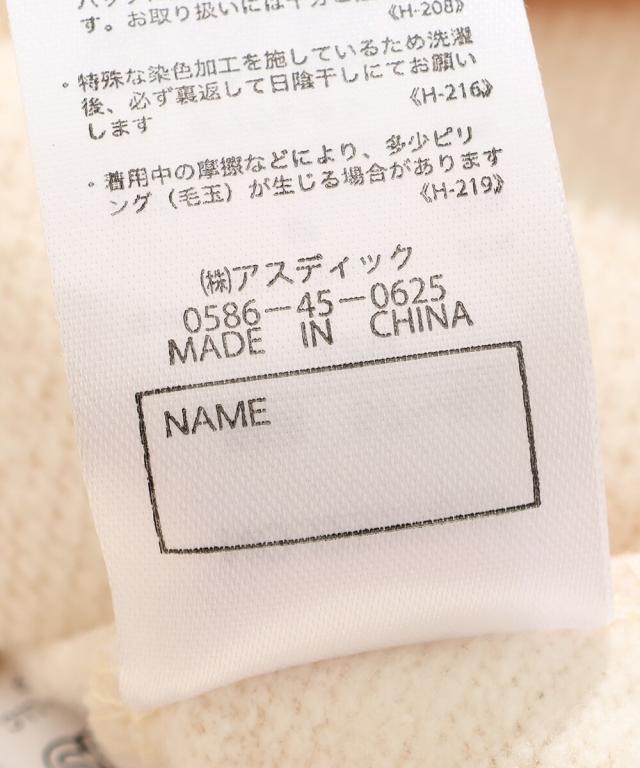 す。お取り扱いには十分
《H-208》
・特殊な染色加工を施しているため洗濯
後、必ず裏返して日陰干しにてお願い
します
《H-216》
・着用中の摩擦などにより、多少ピリ
ング（毛玉）が生じる場合があります
《H-219》
㈱アスディック
0586-45-0625
MADE IN CHINA
NAME